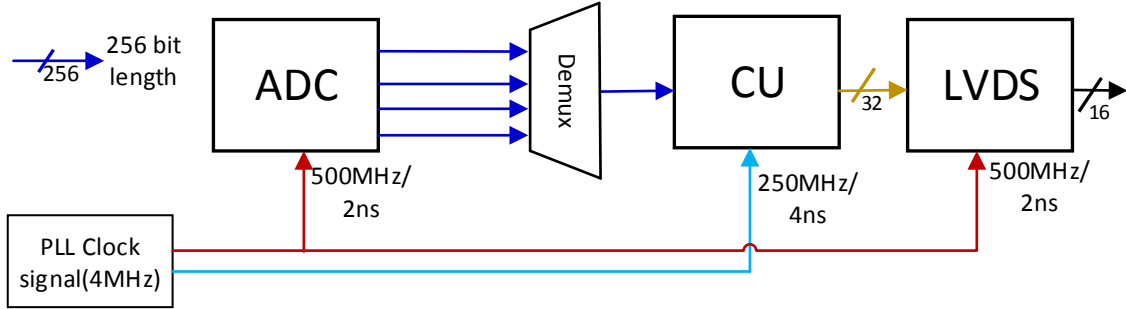 256 bit
length
256
ADC
Demux
CU
32
LVDS
16
500MHz/
2ns
250MHz/
4ns
500MHz/
2ns
PLL Clock
signal(4MHz)